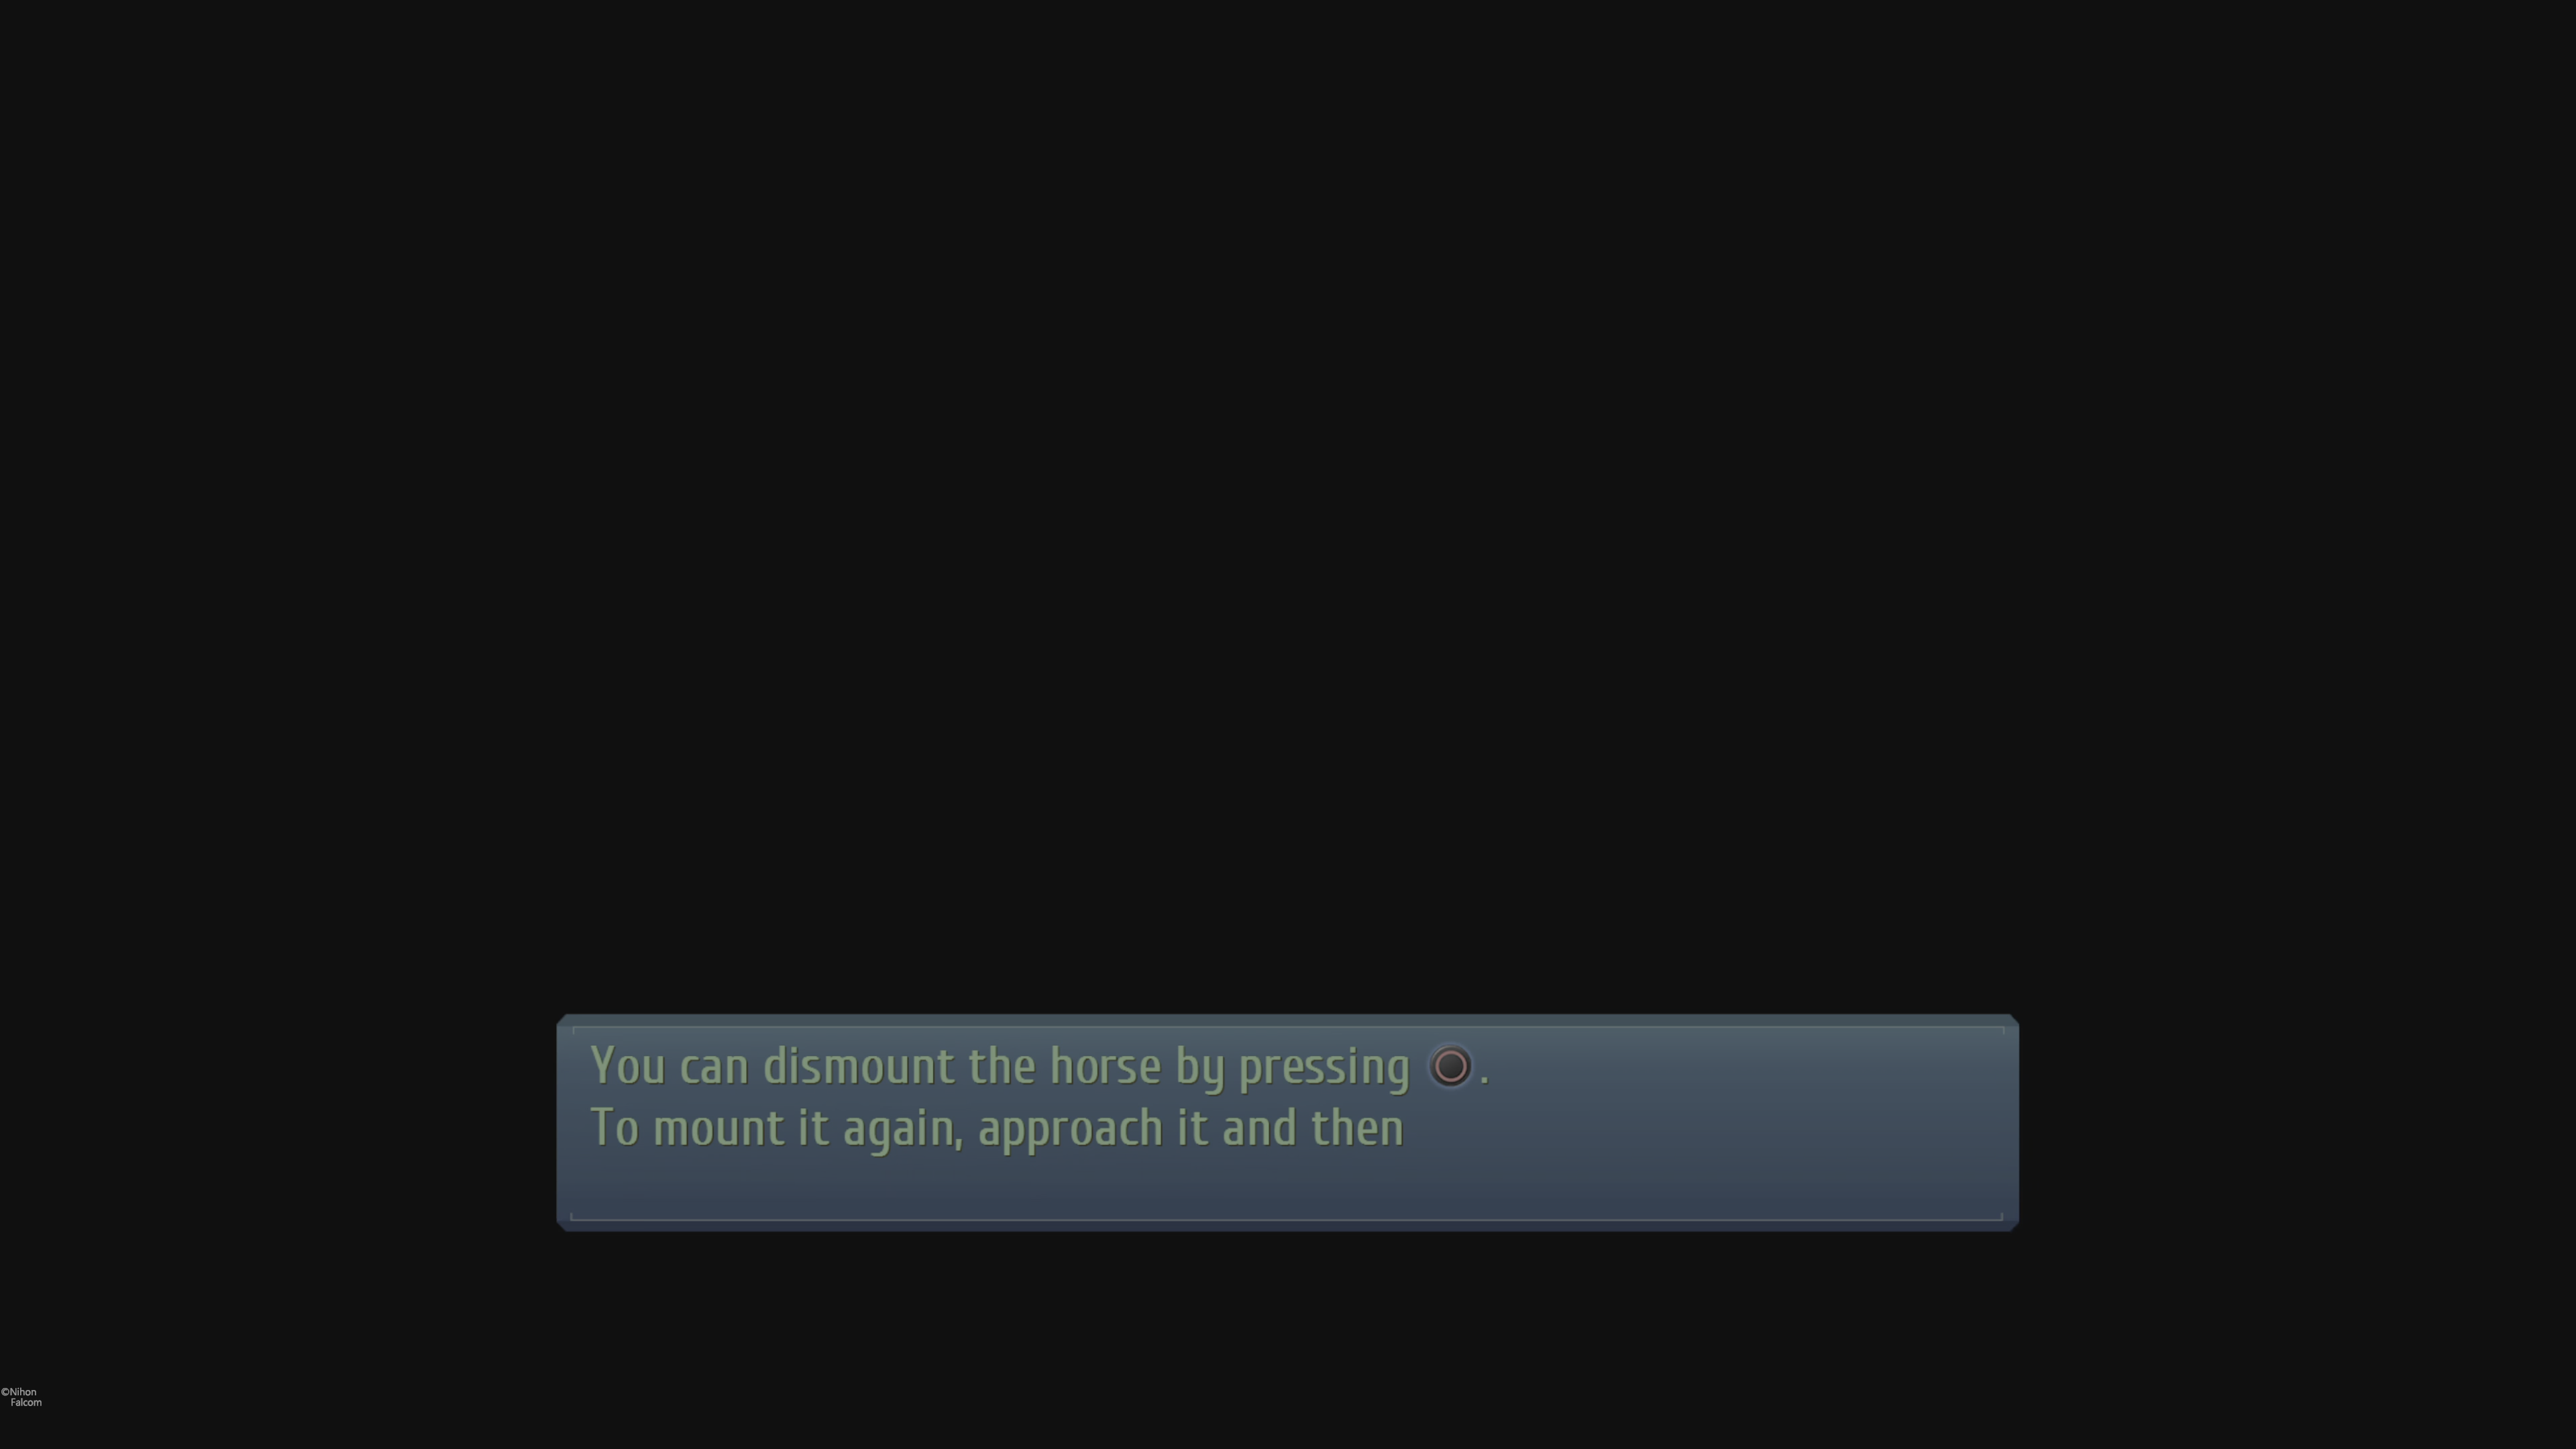 You can dismount the horse by pressing ◯.
To mount it again, approach it and then
©Nihon
Falcom